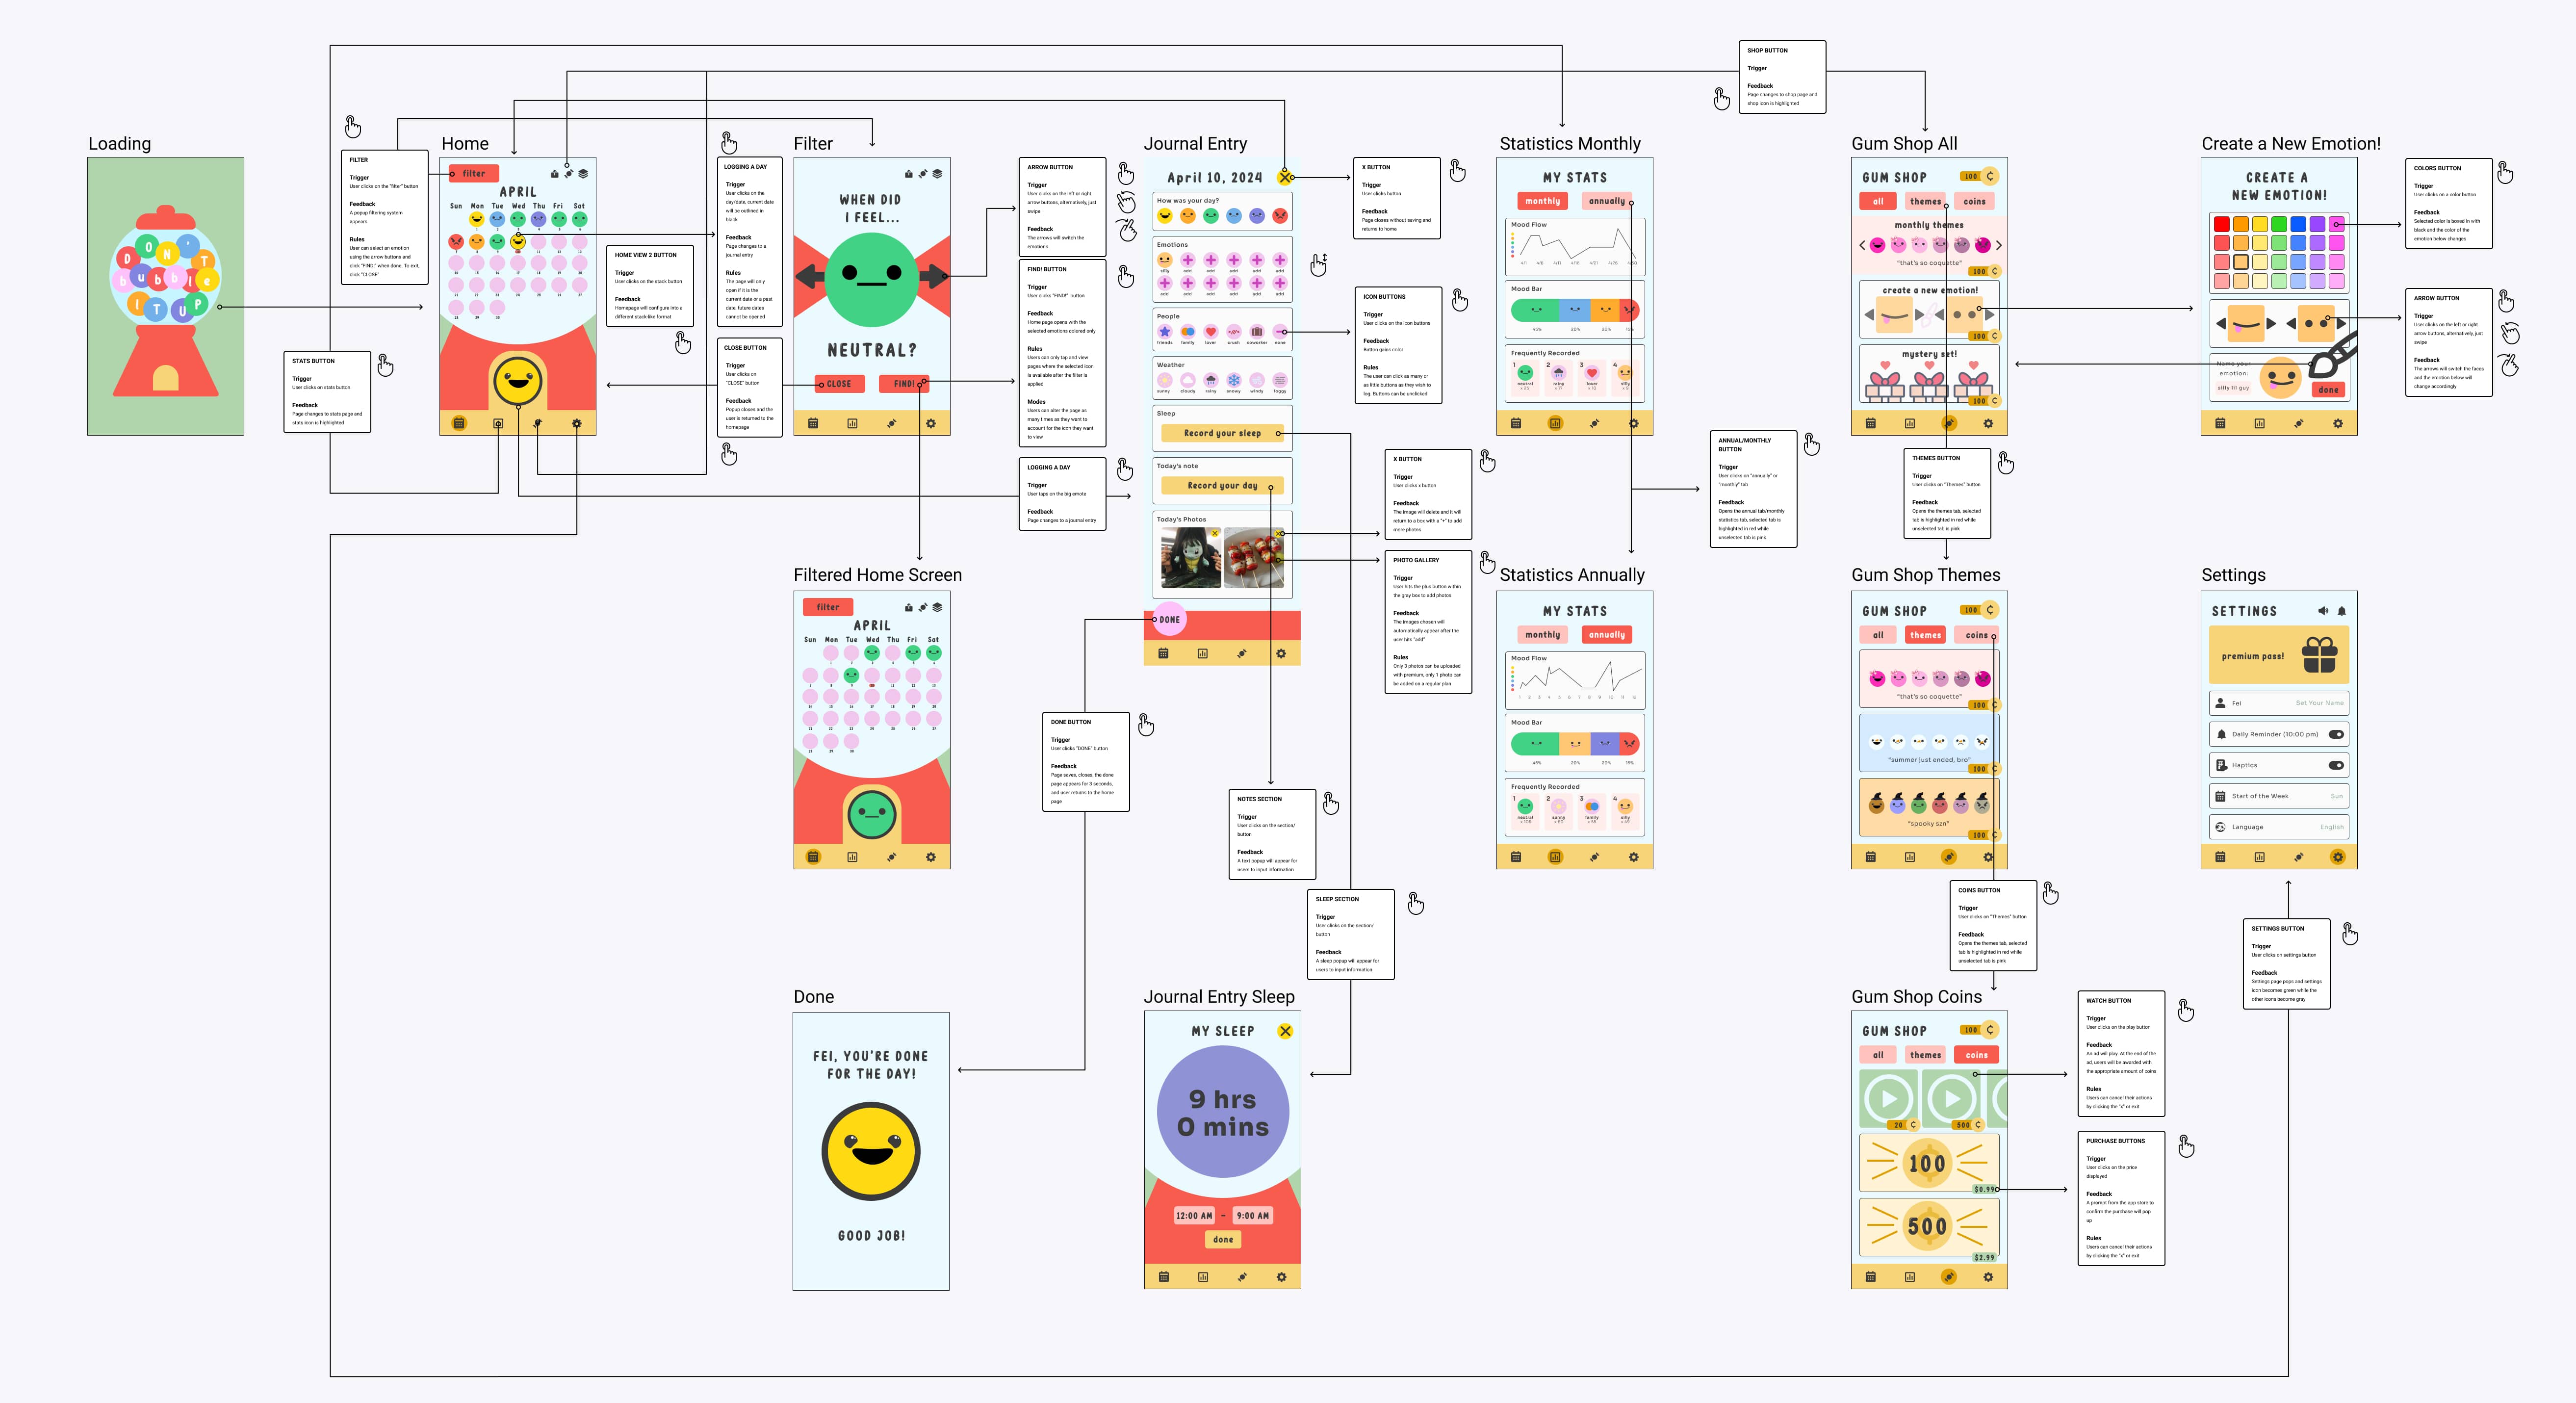 Loading
D O N ' T
b u b b l e
I T U P
STATS BUTTON
Trigger
User clicks on stats button
Feedback
Page changes to stats page and
stats icon is highlighted
FILTER
Trigger
User clicks on the "filter" button
Feedback
A popup filtering system
appears
Rules
User can select an emotion
using the arrow buttons and
click "FIND!" when done. To exit,
click "CLOSE"
Home
filter
APRIL
Sun Mon Tue Wed Thu Fri Sat
HOME VIEW 2 BUTTON
Trigger
User clicks on the stack button
Feedback
Homepage will configure into a
different stack-like format
LOGGING A DAY
Trigger
User clicks on the
day/date, current date
will be outlined in
black
Feedback
Page changes to a
journal entry
Rules
The page will only
open if it is the
current date or a past
date, future dates
cannot be opened
CLOSE BUTTON
Trigger
User clicks on
"CLOSE" button
Feedback
Popup closes and the
user is returned to the
homepage
Filter
WHEN DID
I FEEL...
NEUTRAL?
CLOSE
FIND!
ARROW BUTTON
Trigger
User clicks on the left or right
arrow buttons, alternatively, just
swipe
Feedback
The arrows will switch the
emotions
FIND! BUTTON
Trigger
User clicks "FIND!" button
Feedback
Home page opens with the
selected emotions colored only
Rules
Users can only tap and view
pages where the selected icon
is available after the filter is
applied
Modes
Users can alter the page as
many times as they want to
account for the icon they want
to view
LOGGING A DAY
Trigger
User taps on the big emote
Feedback
Page changes to a journal entry
Filtered Home Screen
filter
APRIL
Sun Mon Tue Wed Thu Fri Sat
Journal Entry
April 10, 2024
How was your day?
Emotions
silly add add add add add
add add add add add add
People
friends family lover crush coworker none
Weather
sunny cloudy rainy snowy windy foggy
Sleep
Record your sleep
Today's note
Record your day
Today's Photos
DONE
X BUTTON
Trigger
User clicks button
Feedback
Page closes without saving and
returns to home
ICON BUTTONS
Trigger
User clicks on the icon buttons
Feedback
Button gains color
Rules
The user can click as many or
as little buttons as they wish to
log. Buttons can be unclicked
X BUTTON
Trigger
User clicks x button
Feedback
The image will delete and it will
return to a box with a "+" to add
more photos
PHOTO GALLERY
Trigger
User hits the plus button within
the gray box to add photos
Feedback
The images chosen will
automatically appear after the
user hits "add"
Rules
Only 3 photos can be uploaded
with premium, only 1 photo can
be added on a regular plan
DONE BUTTON
Trigger
User clicks "DONE" button
Feedback
Page saves, closes, the done
page appears for 3 seconds,
and user returns to the home
page
NOTES SECTION
Trigger
User clicks on the section/
button
Feedback
A text popup will appear for
users to input information
SLEEP SECTION
Trigger
User clicks on the section/
button
Feedback
A sleep popup will appear for
users to input information
Done
FEI, YOU'RE DONE
FOR THE DAY!
GOOD JOB!
Journal Entry Sleep
MY SLEEP
9 hrs
0 mins
12:00 AM - 9:00 AM
done
Statistics Monthly
MY STATS
monthly
annually
Mood Flow
Mood Bar
45% 20% 20% 15%
Frequently Recorded
1 2 3 4
neutral rainy lover silly
ANNUAL/MONTHLY
BUTTON
Trigger
User clicks on "annually" or
"monthly" tab
Feedback
Opens the annual tab/monthly
statistics tab, selected tab is
highlighted in red while
unselected tab is pink
Statistics Annually
MY STATS
monthly
annually
Mood Flow
1 2 3 4 5 6 7 8 9 10 11 12
Mood Bar
45% 20% 20% 15%
Frequently Recorded
1 2 3 4
neutral sunny family silly
SHOP BUTTON
Trigger
Feedback
Page changes to shop page and
shop icon is highlighted
Gum Shop All
GUM SHOP
100
all
themes
coins
monthly themes
"that's so coquette"
100
create a new emotion!
100
mystery set!
100
THEMES BUTTON
Trigger
User clicks on "Themes" button
Feedback
Opens the themes tab, selected
tab is highlighted in red while
unselected tab is pink
Gum Shop Themes
GUM SHOP
100
all
themes
coins
"that's so coquette"
100
"summer just ended, bro"
100
"spooky szn"
100
COINS BUTTON
Trigger
User clicks on "Themes" button
Feedback
Opens the themes tab, selected
tab is highlighted in red while
unselected tab is pink
Gum Shop Coins
GUM SHOP
100
all
themes
coins
20
500
100
$0.99
500
$2.99
WATCH BUTTON
Trigger
User clicks on the play button
Feedback
An ad will play. At the end of the
ad, users will be awarded with
the appropriate amount of coins
Rules
Users can cancel their actions
by clicking the "x" or exit
PURCHASE BUTTONS
Trigger
User clicks on the price
displayed
Feedback
A prompt from the app store to
confirm the purchase will pop
up
Rules
Users can cancel their actions
by clicking the "x" or exit
Create a New Emotion!
CREATE A
NEW EMOTION!
Name your
emotion:
silly lil guy
done
COLORS BUTTON
Trigger
User clicks on a color button
Feedback
Selected color is boxed in with
black and the color of the
emotion below changes
ARROW BUTTON
Trigger
User clicks on the left or right
arrow buttons, alternatively, just
swipe
Feedback
The arrows will switch the faces
and the emotion below will
change accordingly
Settings
SETTINGS
premium pass!
Fei Set Your Name
Daily Reminder (10:00 pm)
Haptics
Start of the Week Sun
Language English
SETTINGS BUTTON
Trigger
User clicks on settings button
Feedback
Settings page pops and settings
icon becomes green while the
other icons become gray